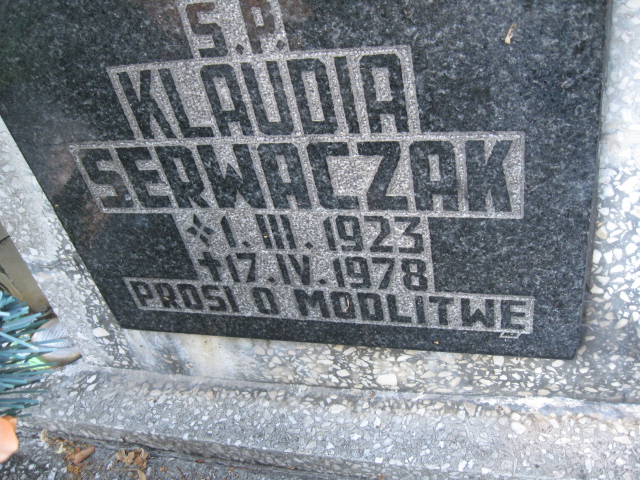 S.P.
KLAUDIA
SERWACZAK
* 1. III. 1923
† 17. IV. 1978
PROSI O MODLITWĘ